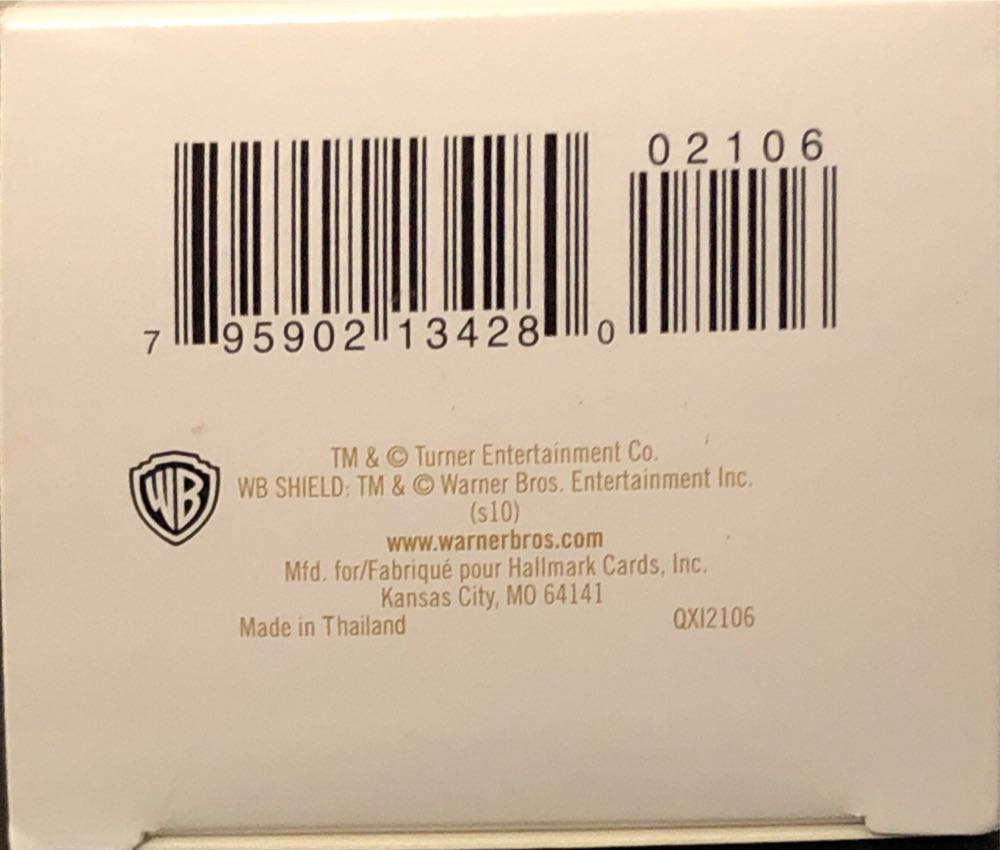 02106
7 95902 13428 0
WB
TM & © Turner Entertainment Co.
WB SHIELD: TM & © Warner Bros. Entertainment Inc.
(s10)
www.warnerbros.com
Mfd. for/Fabriqué pour Hallmark Cards, Inc.
Kansas City, MO 64141
Made in Thailand QXI2106